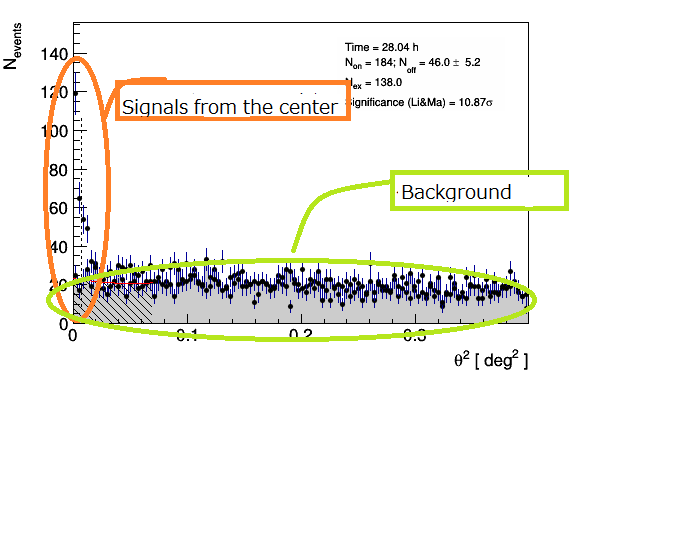 N_events
140
120
100
80
60
40
20
0
Time = 28.04 h
N_on = 184; N_off = 46.0 ± 5.2
N_ex = 138.0
Significance (Li&Ma) = 10.87σ
Signals from the center
Background
0 0.1 0.2 0.3
θ² [ deg² ]